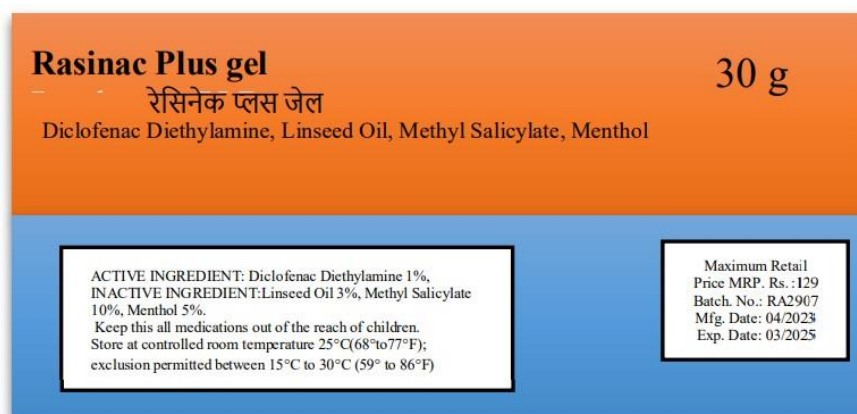 Rasinac Plus gel
30 g
रेसिनेक प्लस जेल
Diclofenac Diethylamine, Linseed Oil, Methyl Salicylate, Menthol
ACTIVE INGREDIENT: Diclofenac Diethylamine 1%,
INACTIVE INGREDIENT:Linseed Oil 3%, Methyl Salicylate
10%, Menthol 5%.
Keep this all medications out of the reach of children.
Store at controlled room temperature 25°C(68°to77°F);
exclusion permitted between 15°C to 30°C (59° to 86°F)
Maximum Retail
Price MRP. Rs. :129
Batch. No.: RA2907
Mfg. Date: 04/2023
Exp. Date: 03/2025